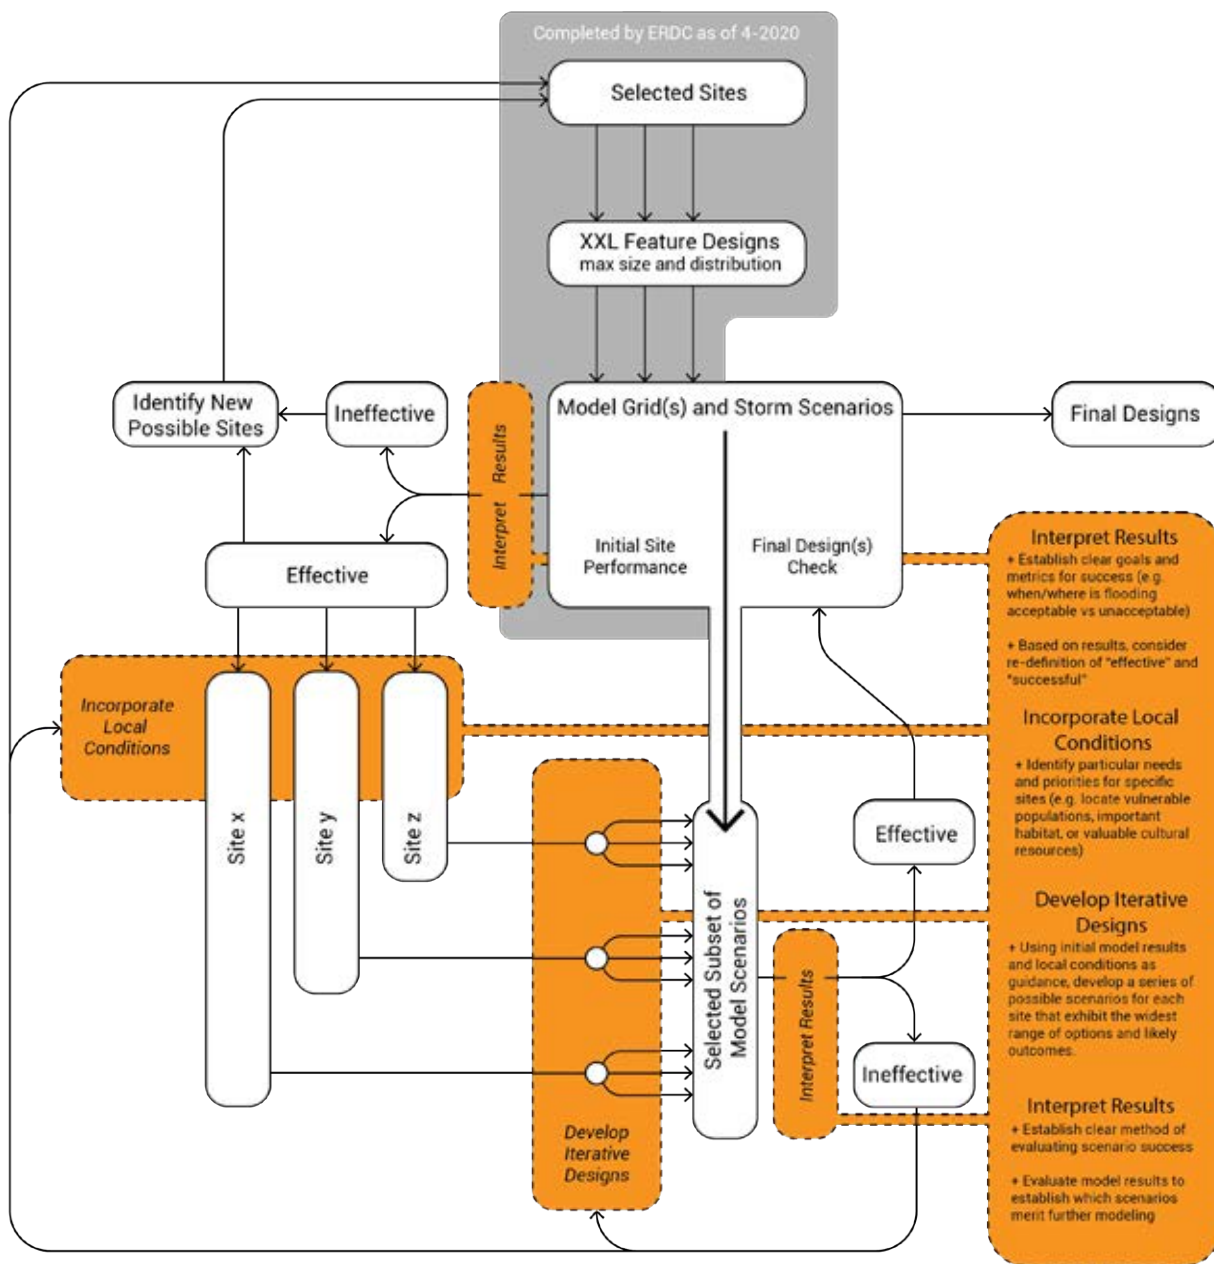 Completed by ERDC as of 4-2020
Selected Sites
XXL Feature Designs
max size and distribution
Identify New
Possible Sites
Ineffective
Interpret Results
Model Grid(s) and Storm Scenarios
Final Designs
Initial Site
Performance
Final Design(s)
Check
Effective
Incorporate
Local
Conditions
Site x
Site y
Site z
Develop
Iterative
Designs
Selected Subset of
Model Scenarios
Interpret Results
Effective
Ineffective
Interpret Results
+ Establish clear goals and
metrics for success (e.g.
when/where is flooding
acceptable vs unacceptable)
+ Based on results, consider
re-definition of "effective" and
"successful"
Incorporate Local
Conditions
+ Identify particular needs
and priorities for specific
sites (e.g. locate vulnerable
populations, important
habitat, or valuable cultural
resources)
Develop Iterative
Designs
+ Using initial model results
and local conditions as
guidance, develop a series of
possible scenarios for each
site that exhibit the widest
range of options and likely
outcomes.
Interpret Results
+ Establish clear method of
evaluating scenario success
+ Evaluate model results to
establish which scenarios
merit further modeling